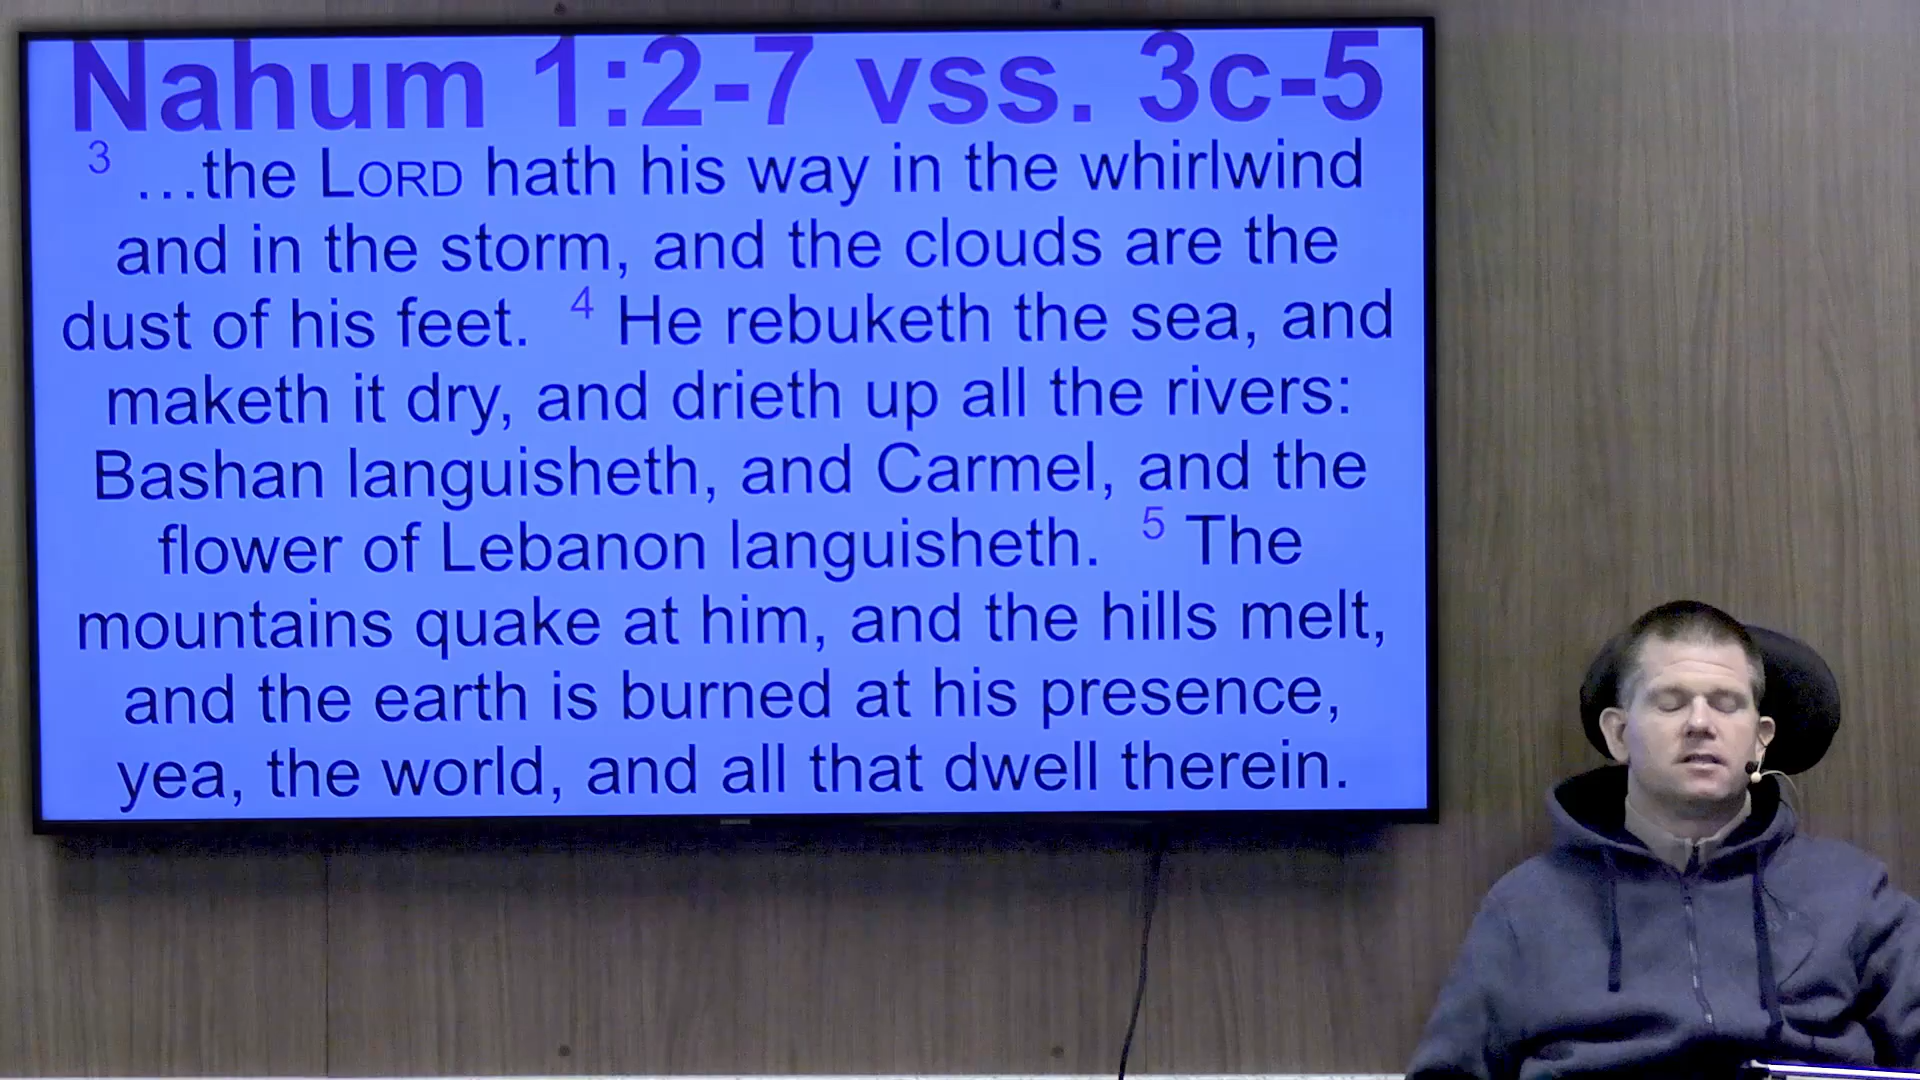 Nahum 1:2-7 vss. 3c-5
3 …the LORD hath his way in the whirlwind
and in the storm, and the clouds are the
dust of his feet. 4 He rebuketh the sea, and
maketh it dry, and drieth up all the rivers:
Bashan languisheth, and Carmel, and the
flower of Lebanon languisheth. 5 The
mountains quake at him, and the hills melt,
and the earth is burned at his presence,
yea, the world, and all that dwell therein.